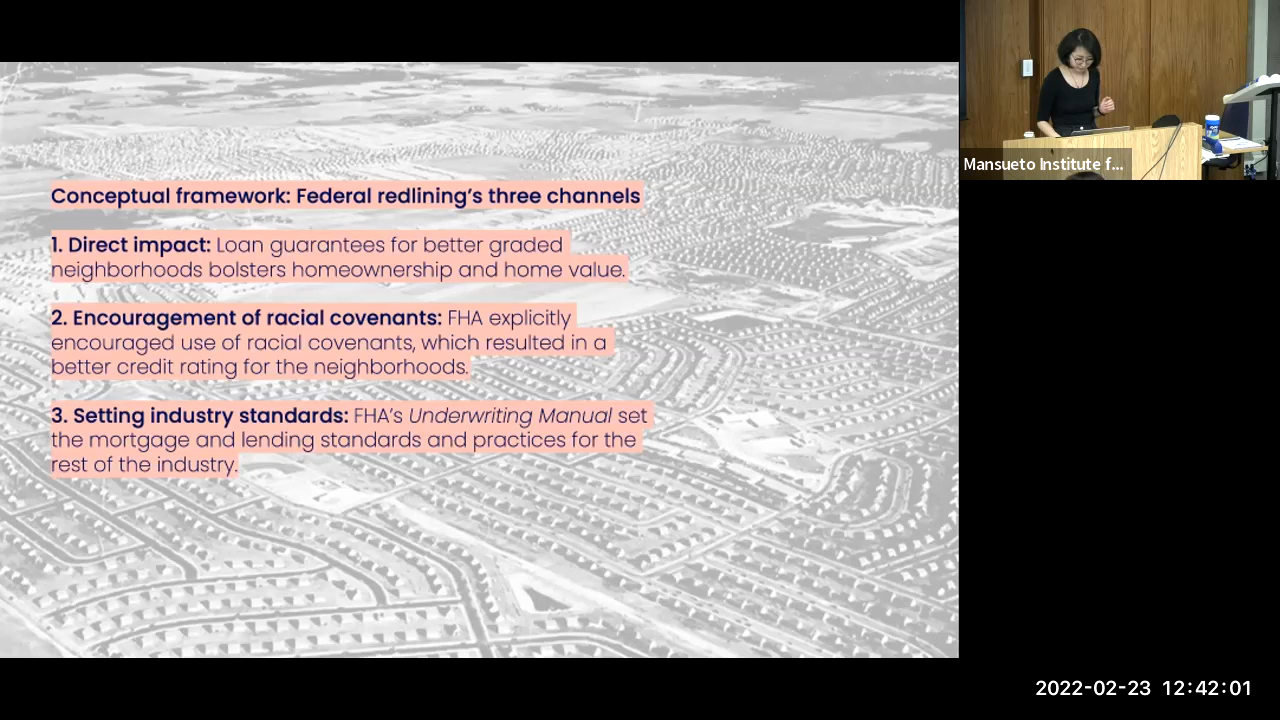 Conceptual framework: Federal redlining's three channels
1. Direct impact: Loan guarantees for better graded
neighborhoods bolsters homeownership and home value.
2. Encouragement of racial covenants: FHA explicitly
encouraged use of racial covenants, which resulted in a
better credit rating for the neighborhoods.
3. Setting industry standards: FHA's Underwriting Manual set
the mortgage and lending standards and practices for the
rest of the industry.
Mansueto Institute f...
2022-02-23 12:42:01